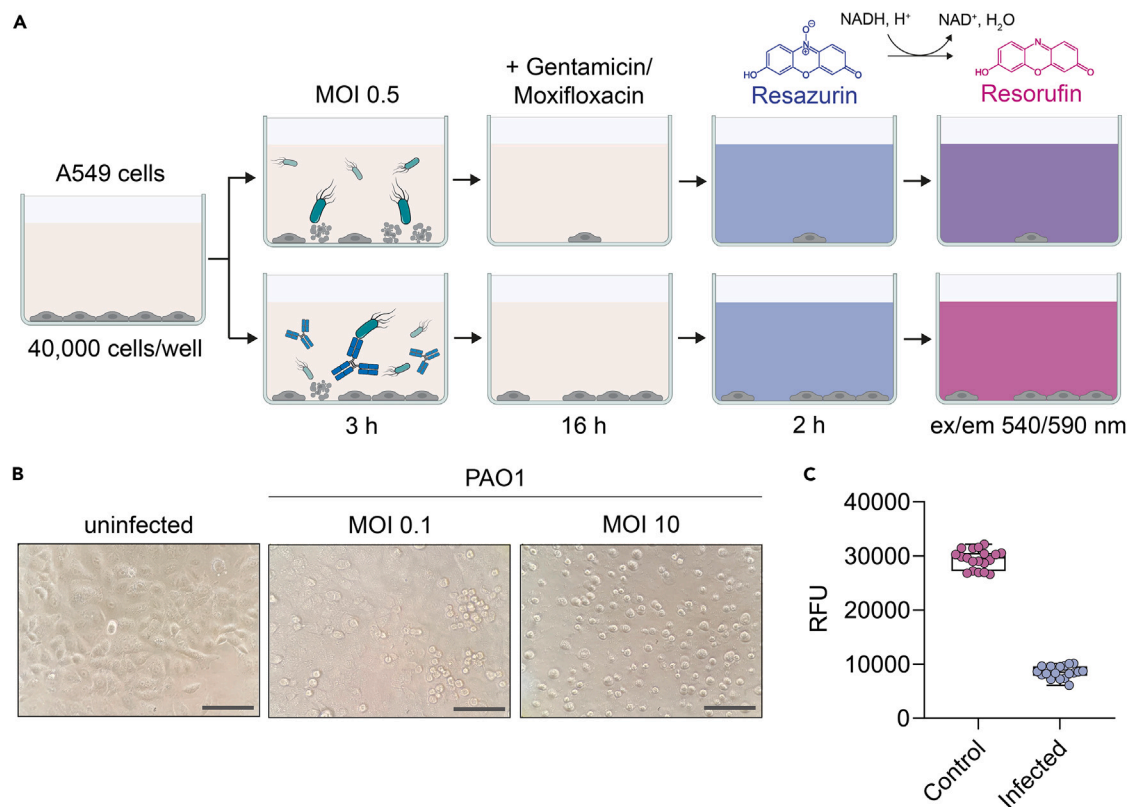 A
MOI 0.5
+ Gentamicin/
Moxifloxacin
O⊖
N
⊕
HO
O
O
Resazurin
NADH, H⁺
NAD⁺, H₂O
N
HO
O
O
Resorufin
A549 cells
40,000 cells/well
3 h
16 h
2 h
ex/em 540/590 nm
B
PAO1
uninfected
MOI 0.1
MOI 10
C
RFU
40000
30000
20000
10000
0
Control
Infected